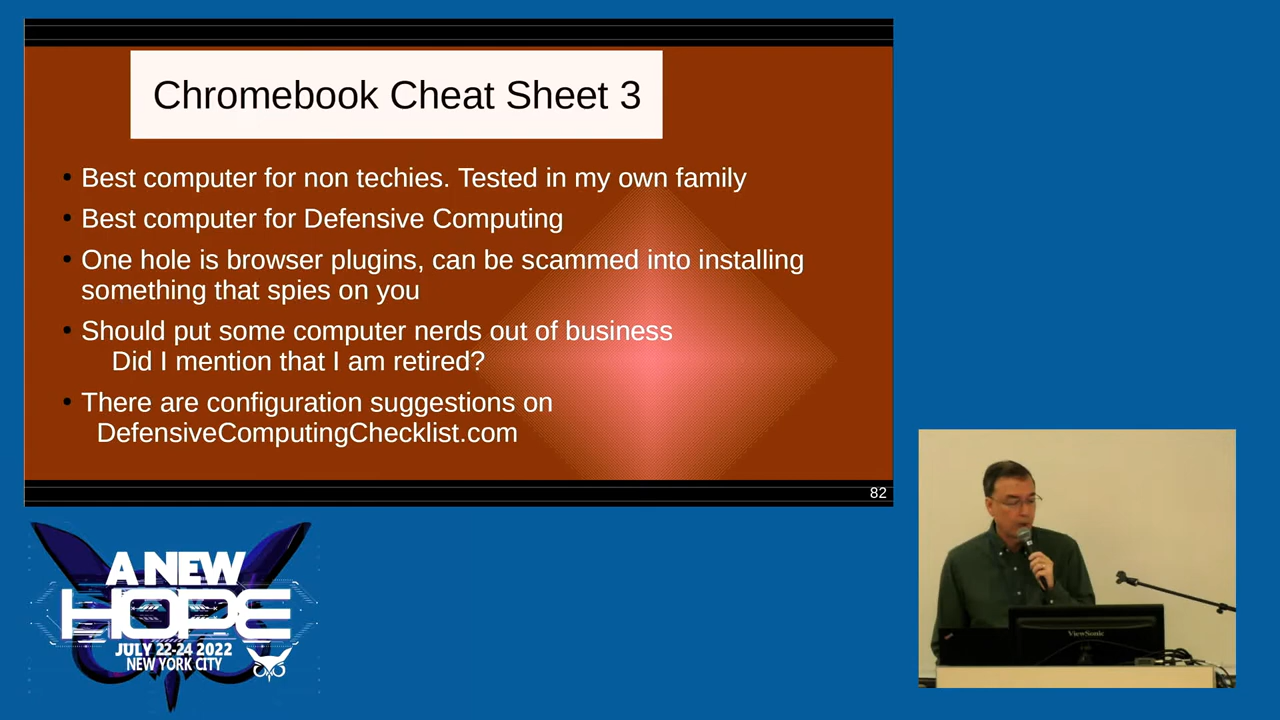 Chromebook Cheat Sheet 3
• Best computer for non techies. Tested in my own family
• Best computer for Defensive Computing
• One hole is browser plugins, can be scammed into installing
something that spies on you
• Should put some computer nerds out of business
Did I mention that I am retired?
• There are configuration suggestions on
DefensiveComputingChecklist.com
82
A NEW
HOPE
JULY 22-24 2022
NEW YORK CITY
ViewSonic